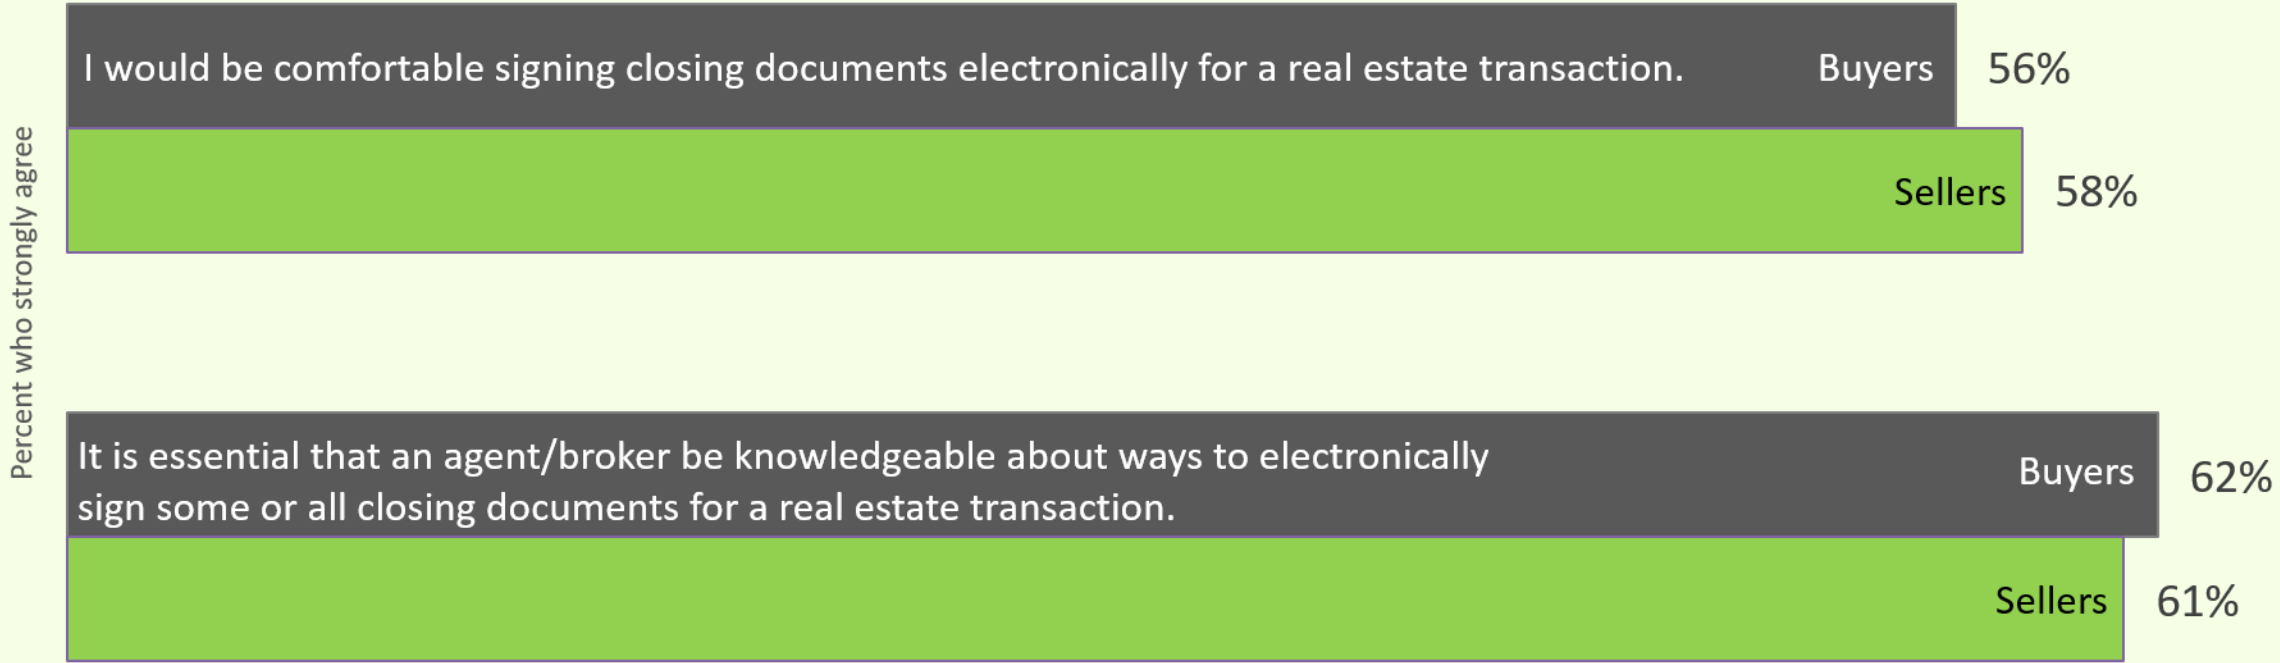 Percent who strongly agree
I would be comfortable signing closing documents electronically for a real estate transaction.
Buyers
56%
Sellers
58%
It is essential that an agent/broker be knowledgeable about ways to electronically
sign some or all closing documents for a real estate transaction.
Buyers
62%
Sellers
61%